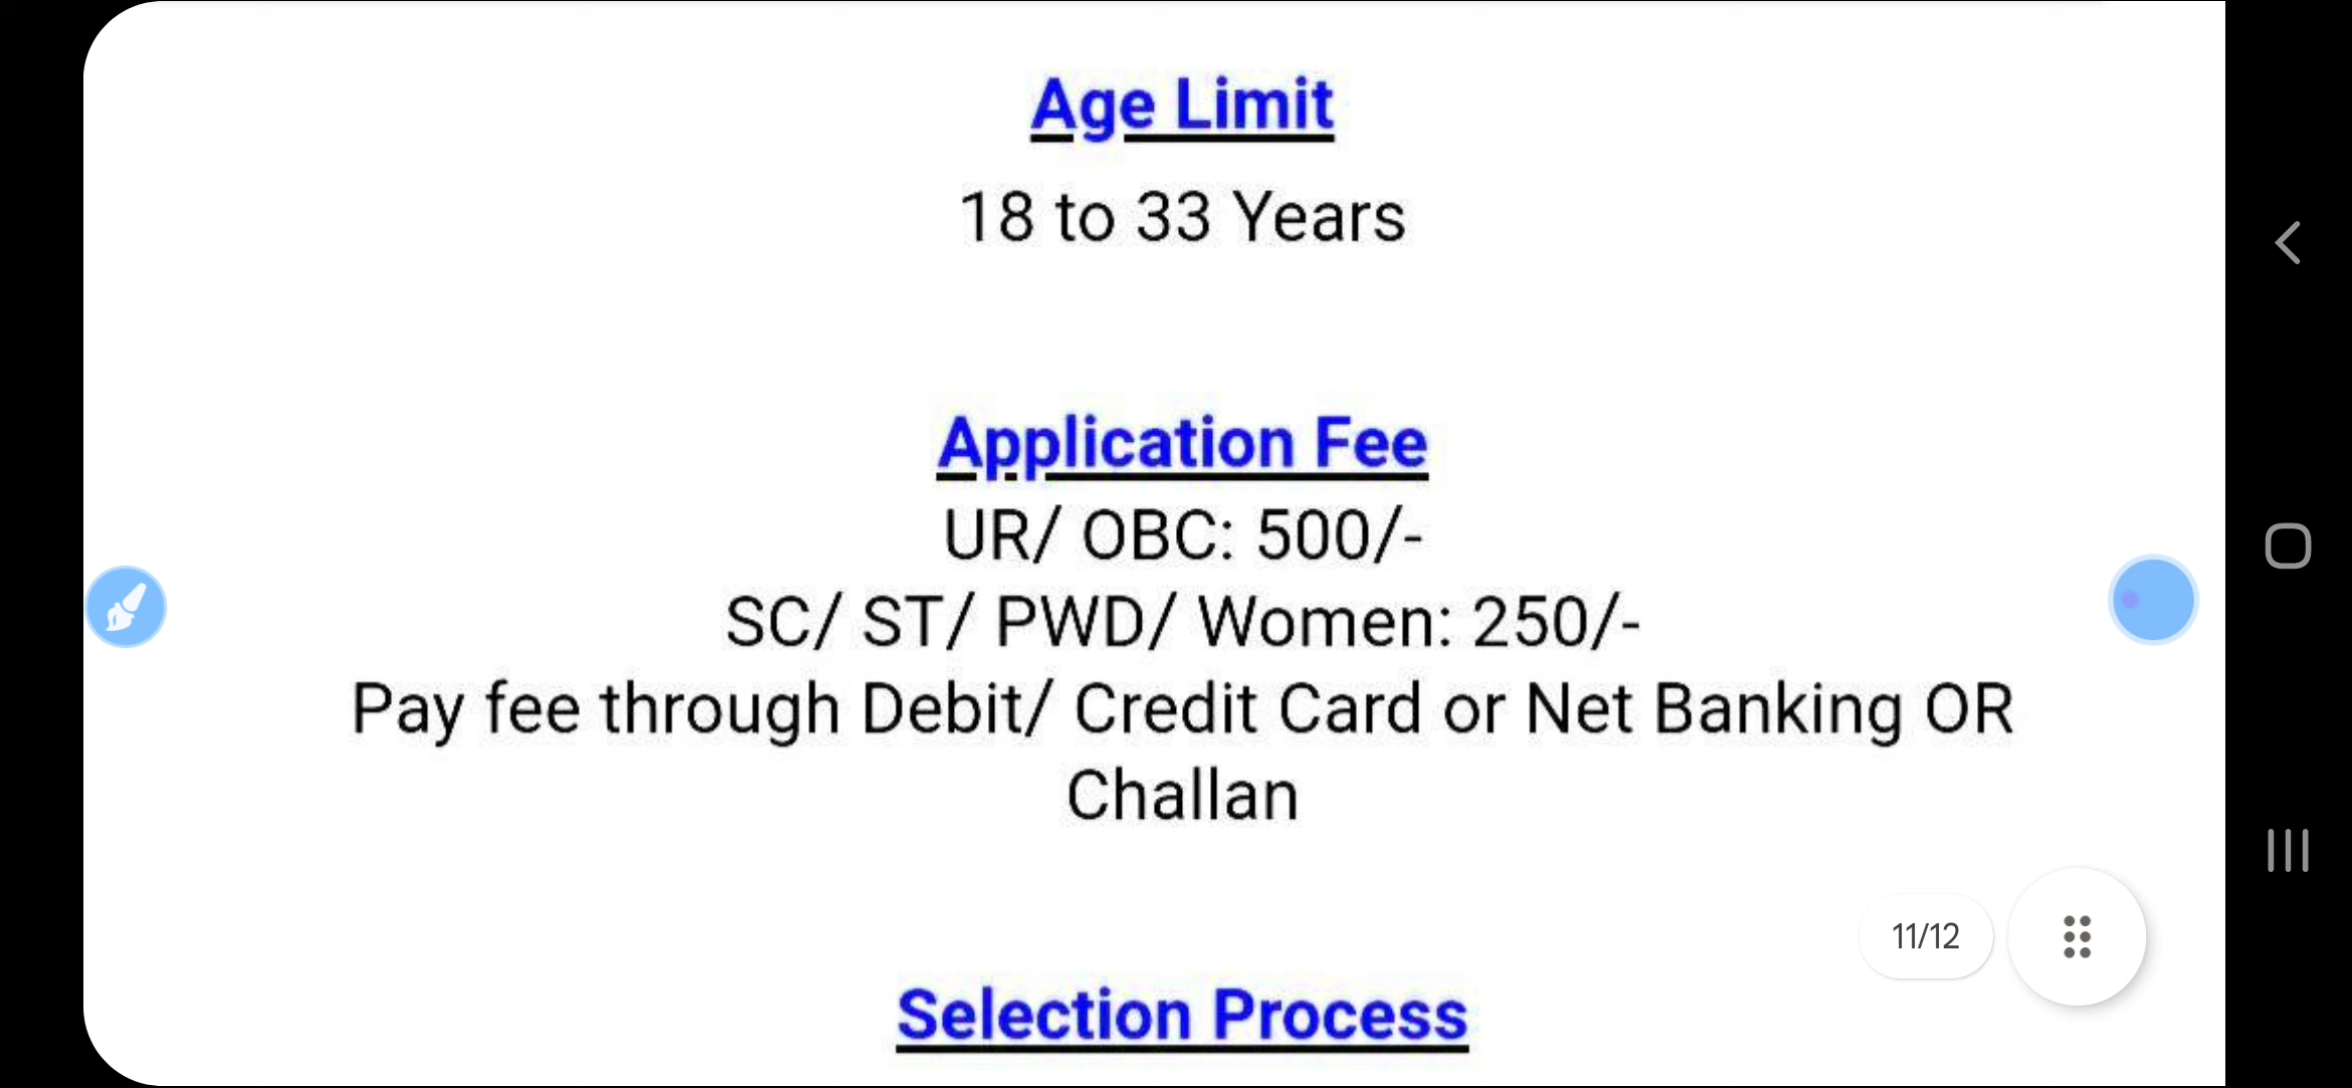 Age Limit
18 to 33 Years
Application Fee
UR/ OBC: 500/-
SC/ ST/ PWD/ Women: 250/-
Pay fee through Debit/ Credit Card or Net Banking OR
Challan
11/12
Selection Process